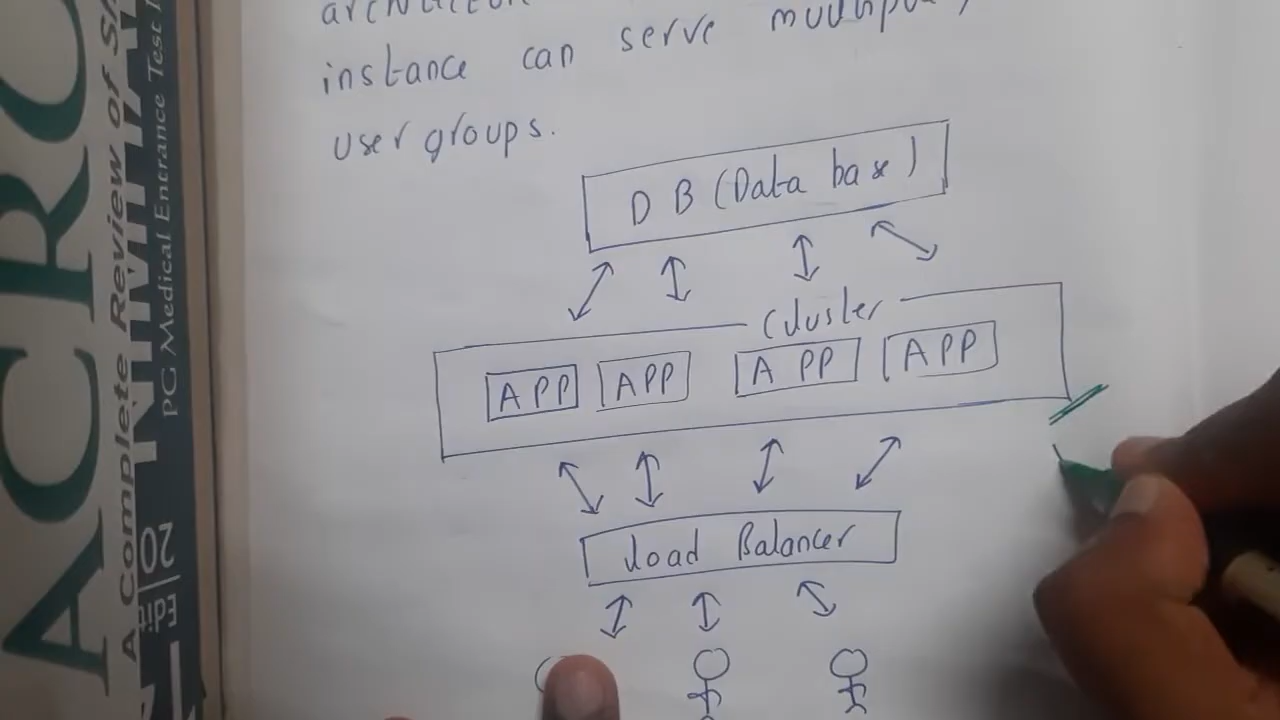 instance can serve
user groups.
DB (Data base)
Cluster
APP APP APP APP
Load Balancer
A Complete Review of
PG Medical Entrance Test
20